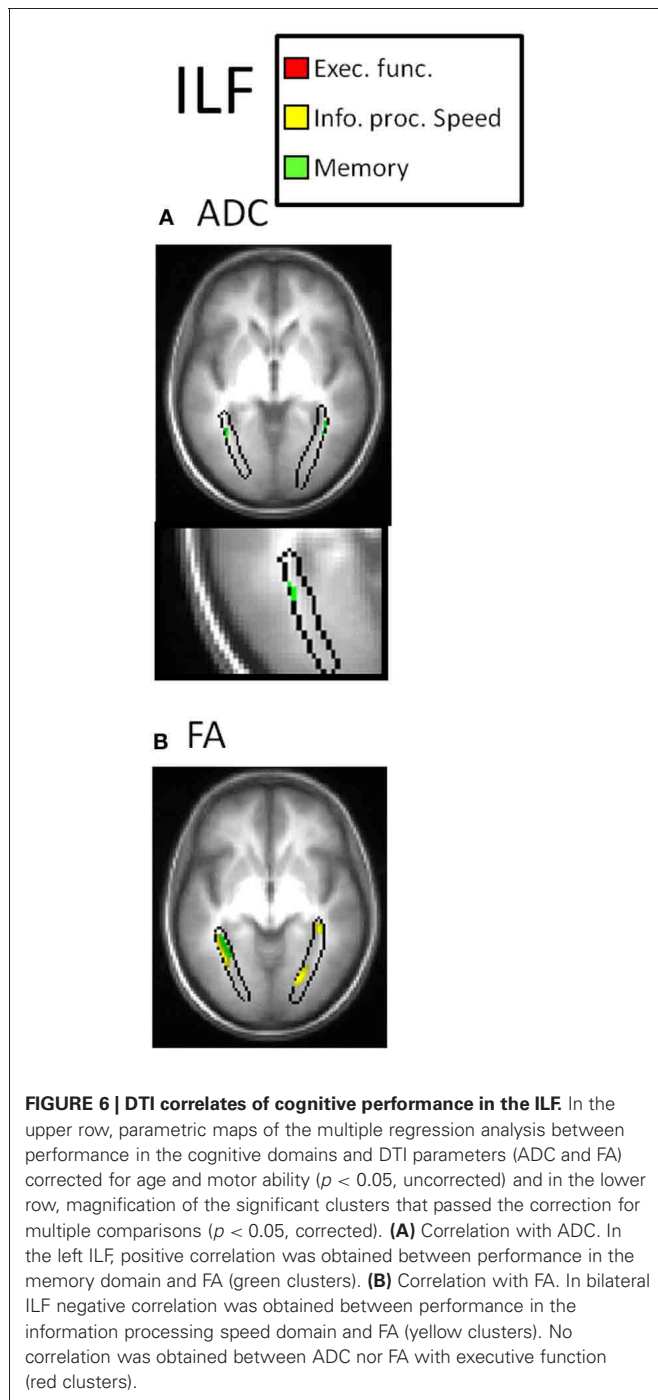 ILF
Exec. func.
Info. proc. Speed
Memory
A ADC
B FA
FIGURE 6 | DTI correlates of cognitive performance in the ILF. In the
upper row, parametric maps of the multiple regression analysis between
performance in the cognitive domains and DTI parameters (ADC and FA)
corrected for age and motor ability (p < 0.05, uncorrected) and in the lower
row, magnification of the significant clusters that passed the correction for
multiple comparisons (p < 0.05, corrected). (A) Correlation with ADC. In
the left ILF, positive correlation was obtained between performance in the
memory domain and FA (green clusters). (B) Correlation with FA. In bilateral
ILF negative correlation was obtained between performance in the
information processing speed domain and FA (yellow clusters). No
correlation was obtained between ADC nor FA with executive function
(red clusters).